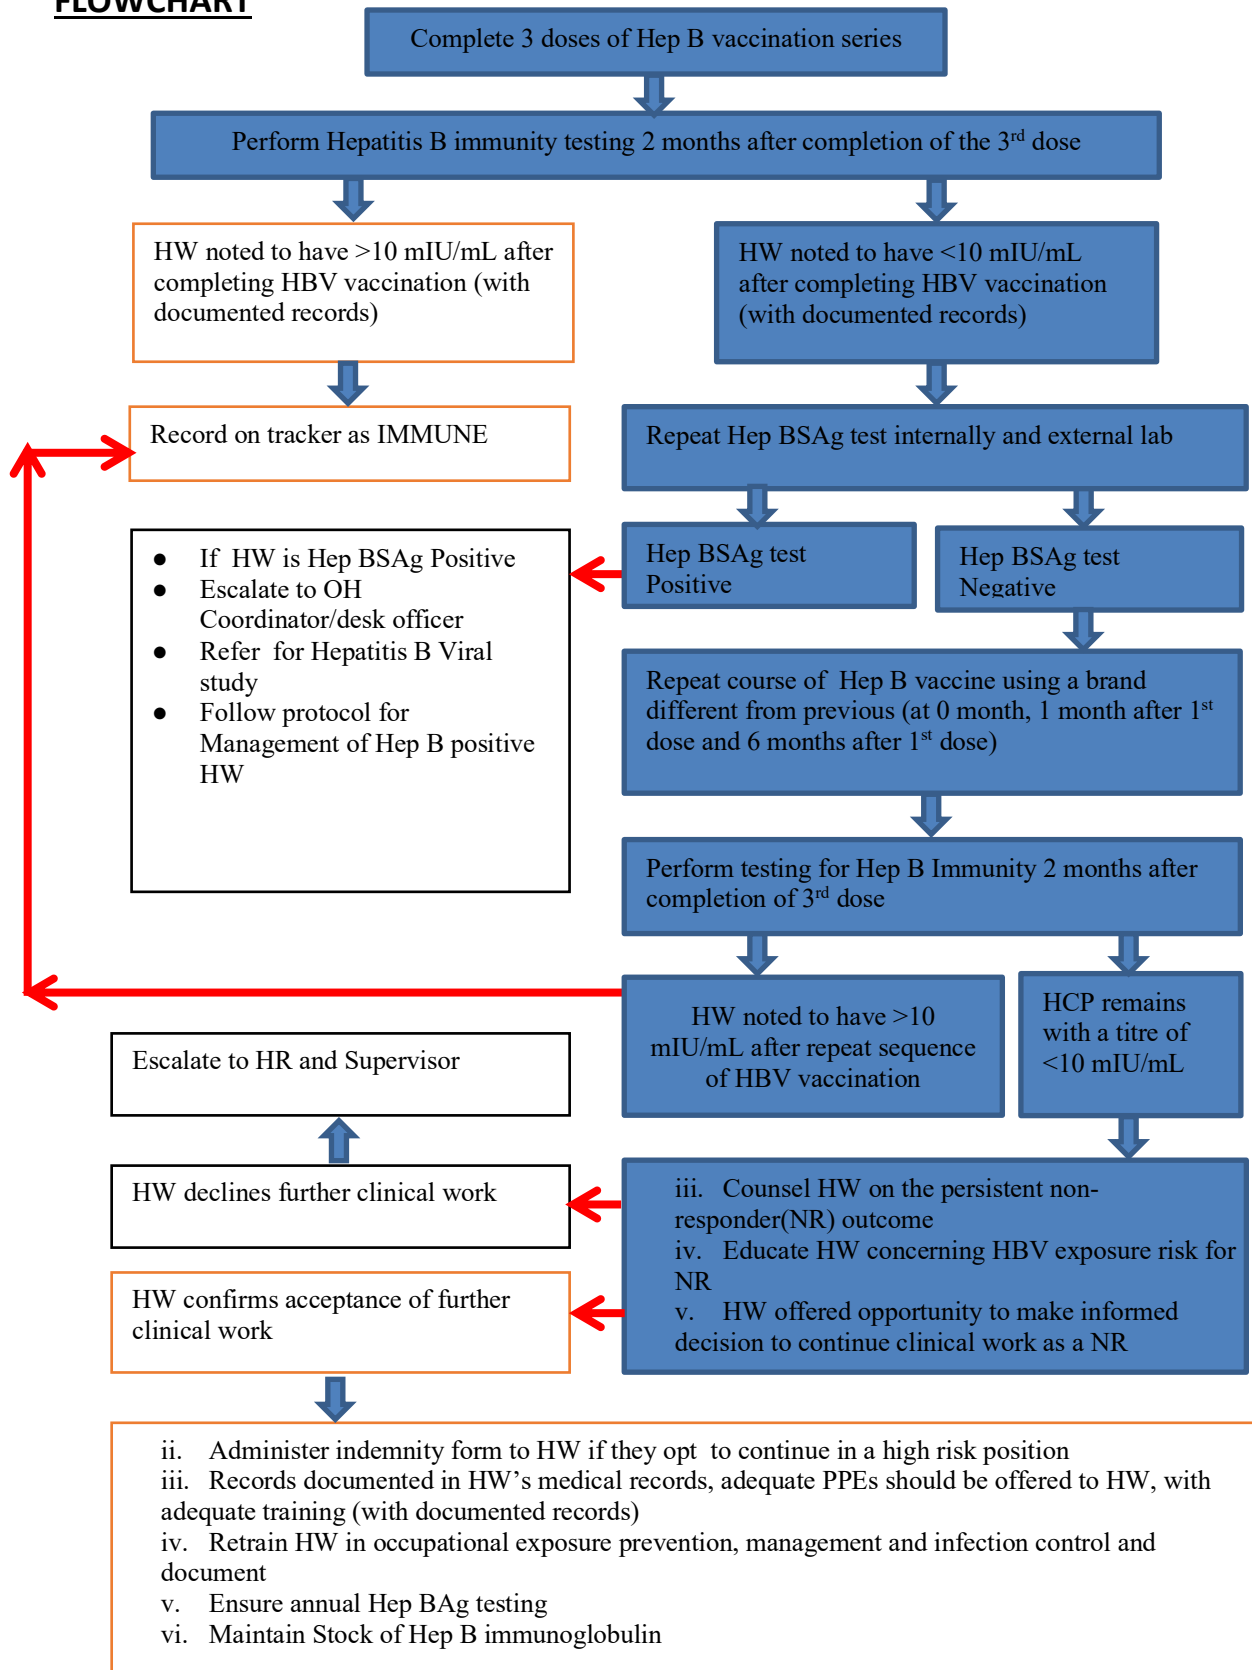 FLOWCHART
Complete 3 doses of Hep B vaccination series
Perform Hepatitis B immunity testing 2 months after completion of the 3rd dose
HW noted to have >10 mIU/mL after
completing HBV vaccination (with
documented records)
HW noted to have <10 mIU/mL
after completing HBV vaccination
(with documented records)
Record on tracker as IMMUNE
Repeat Hep BSAg test internally and external lab
● If HW is Hep BSAg Positive
● Escalate to OH
Coordinator/desk officer
● Refer for Hepatitis B Viral
study
● Follow protocol for
Management of Hep B positive
HW
Hep BSAg test
Positive
Hep BSAg test
Negative
Repeat course of Hep B vaccine using a brand
different from previous (at 0 month, 1 month after 1st
dose and 6 months after 1st dose)
Perform testing for Hep B Immunity 2 months after
completion of 3rd dose
HW noted to have >10
mIU/mL after repeat sequence
of HBV vaccination
HCP remains
with a titre of
<10 mIU/mL
Escalate to HR and Supervisor
HW declines further clinical work
HW confirms acceptance of further
clinical work
iii. Counsel HW on the persistent non-
responder(NR) outcome
iv. Educate HW concerning HBV exposure risk for
NR
v. HW offered opportunity to make informed
decision to continue clinical work as a NR
ii. Administer indemnity form to HW if they opt to continue in a high risk position
iii. Records documented in HW's medical records, adequate PPEs should be offered to HW, with
adequate training (with documented records)
iv. Retrain HW in occupational exposure prevention, management and infection control and
document
v. Ensure annual Hep BAg testing
vi. Maintain Stock of Hep B immunoglobulin